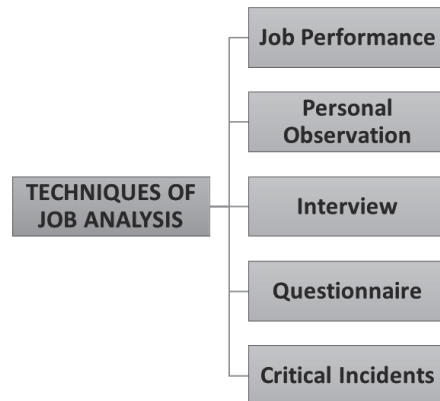 Job Performance
Personal
Observation
TECHNIQUES OF
JOB ANALYSIS
Interview
Questionnaire
Critical Incidents